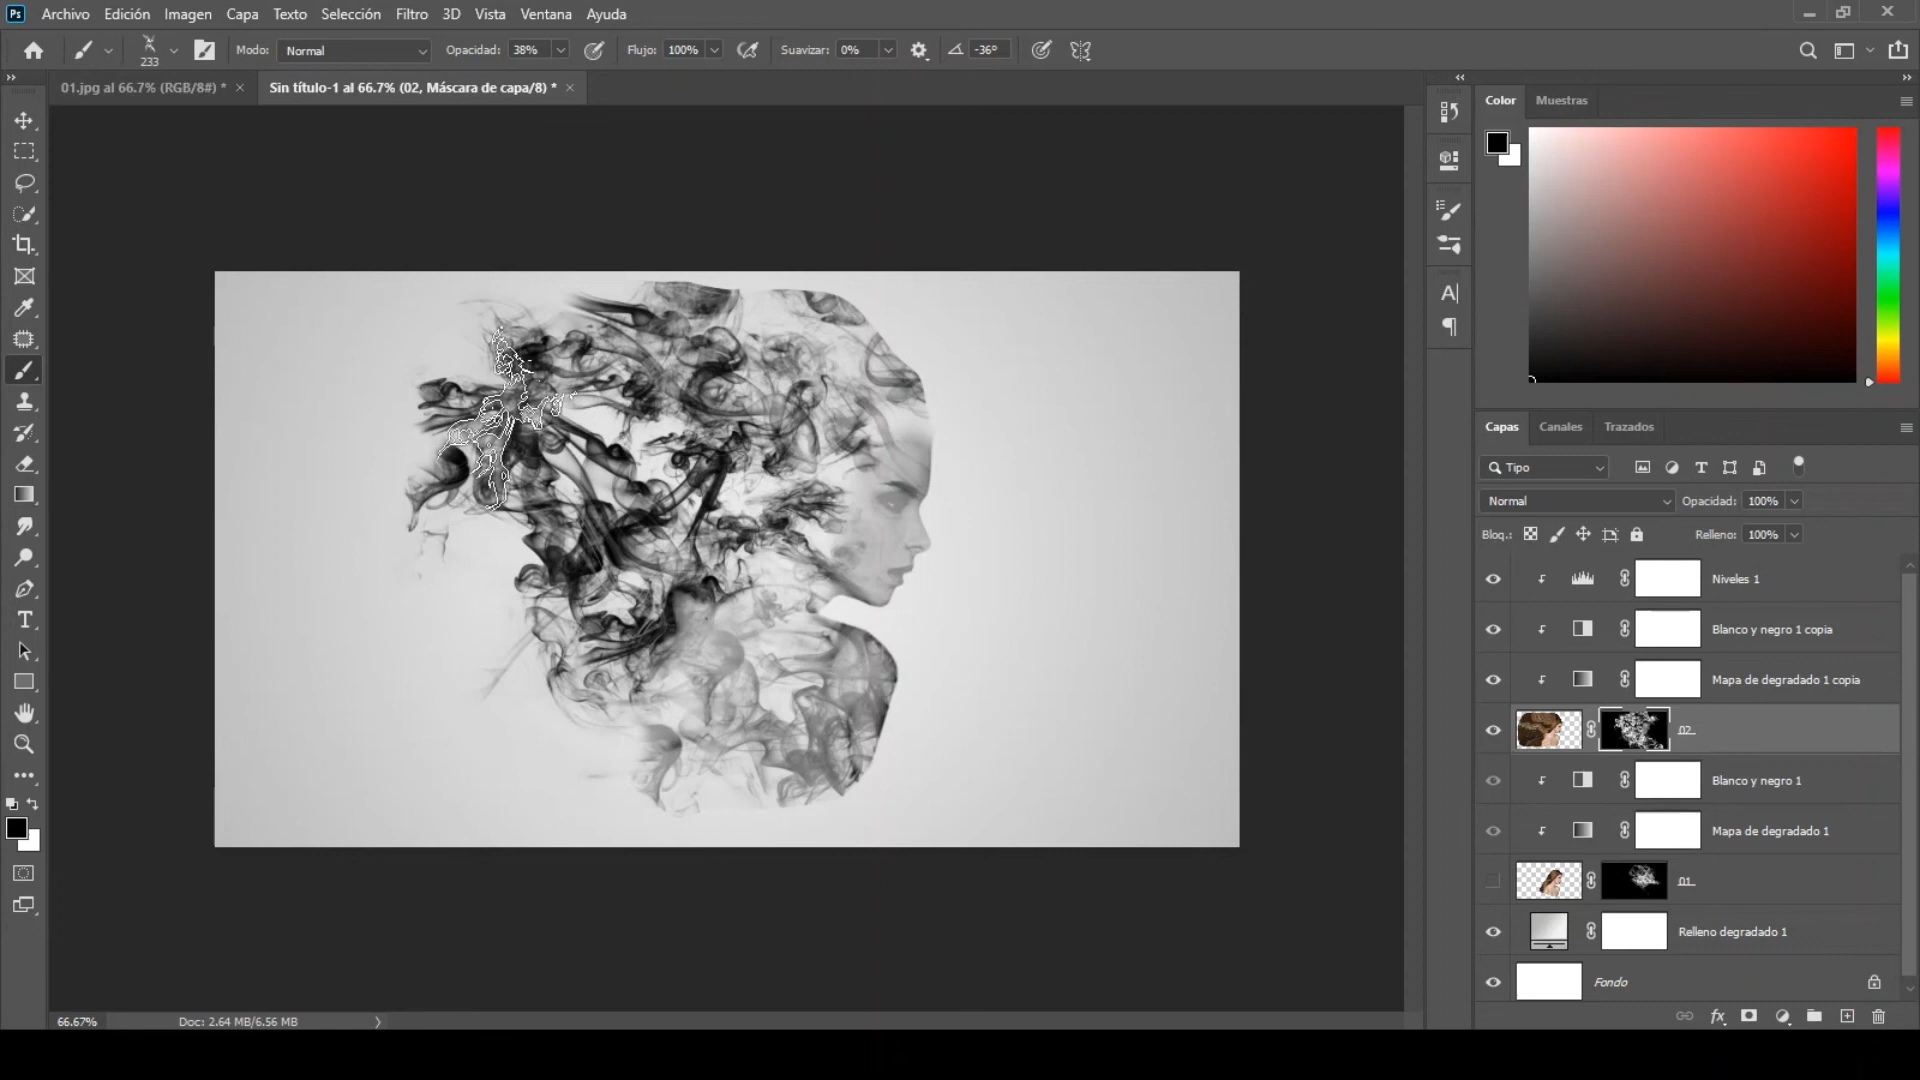 Ps Archivo Edición Imagen Capa Texto Selección Filtro 3D Vista Ventana Ayuda
233 Modo: Normal Opacidad: 38% Flujo: 100% Suavizar: 0% -36°
01.jpg al 66.7% (RGB/8#) *
Sin título-1 al 66.7% (02, Máscara de capa/8) *
Color Muestras
Capas Canales Trazados
Tipo
Normal Opacidad: 100%
Bloq.: Relleno: 100%
Niveles 1
Blanco y negro 1 copia
Mapa de degradado 1 copia
02
Blanco y negro 1
Mapa de degradado 1
01
Relleno degradado 1
Fondo
66.67% Doc: 2.64 MB/6.56 MB